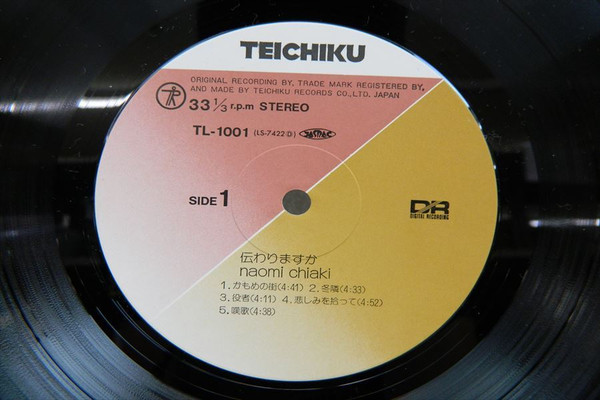 TEICHIKU
ORIGINAL RECORDING BY, TRADE MARK REGISTERED BY,
AND MADE BY TEICHIKU RECORDS CO., LTD. JAPAN
33 1/3 r.p.m STEREO
TL-1001 (LS-7422:D) JASRAC
SIDE 1
DR
DIGITAL RECORDING
伝わりますか
naomi chiaki
1. かもめの街(4:41) 2. 冬隣(4:33)
3. 役者(4:11) 4. 悲しみを拾って(4:52)
5. 嘆歌(4:38)